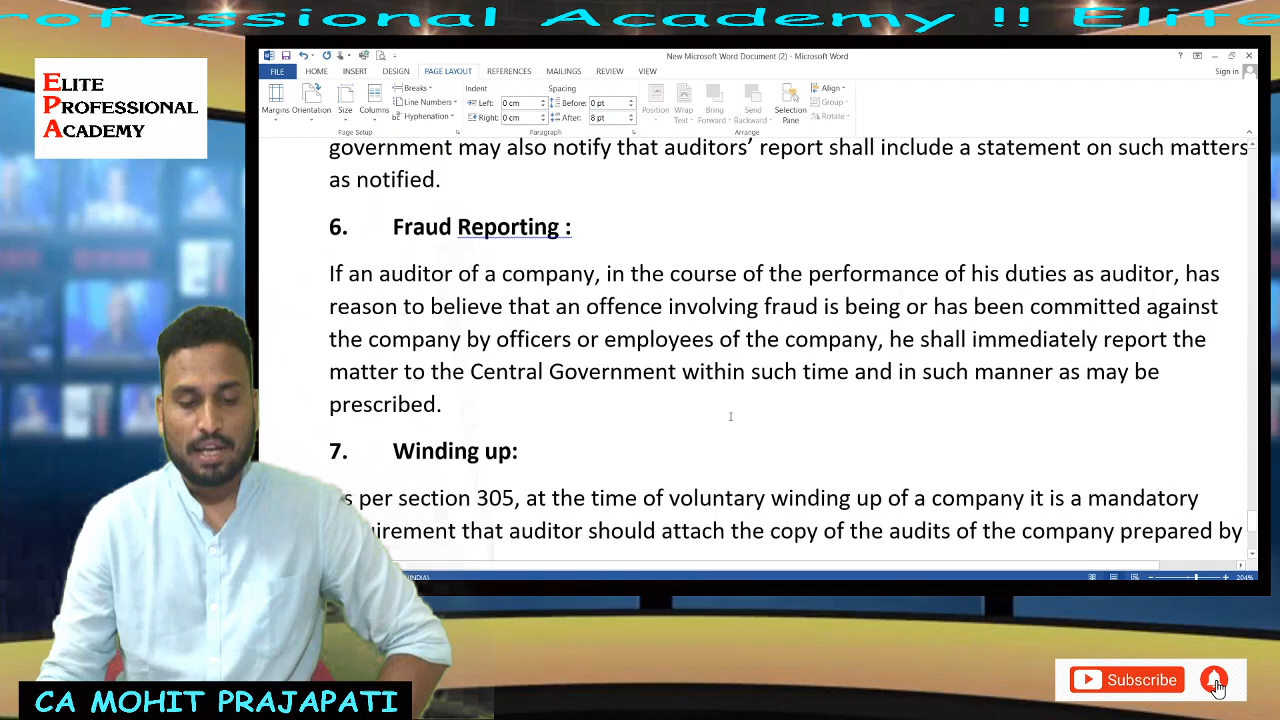 rofessional Academy !! Elite
ELITE
PROFESSIONAL
ACADEMY
New Microsoft Word Document (2) - Microsoft Word
FILE HOME INSERT DESIGN PAGE LAYOUT REFERENCES MAILINGS REVIEW VIEW Sign in
Margins Orientation Size Columns
Breaks
Line Numbers
Hyphenation
Page Setup
Indent Spacing
Left: 0 cm Before: 0 pt
Right: 0 cm After: 8 pt
Paragraph
Position Wrap Text Bring Forward Send Backward Selection Pane
Align
Group
Rotate
Arrange
government may also notify that auditors’ report shall include a statement on such matters
as notified.
6. Fraud Reporting :
If an auditor of a company, in the course of the performance of his duties as auditor, has
reason to believe that an offence involving fraud is being or has been committed against
the company by officers or employees of the company, he shall immediately report the
matter to the Central Government within such time and in such manner as may be
prescribed.
7. Winding up:
s per section 305, at the time of voluntary winding up of a company it is a mandatory
uirement that auditor should attach the copy of the audits of the company prepared by
INDIA)
204%
Subscribe
CA MOHIT PRAJAPATI